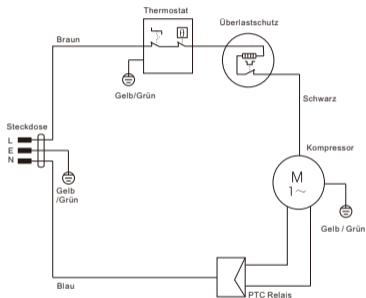 Thermostat
Überlastschutz
Braun
Gelb/Grün
Schwarz
Steckdose
L
E
N
Kompressor
M
1~
Gelb
/Grün
Gelb / Grün
Blau
PTC Relais